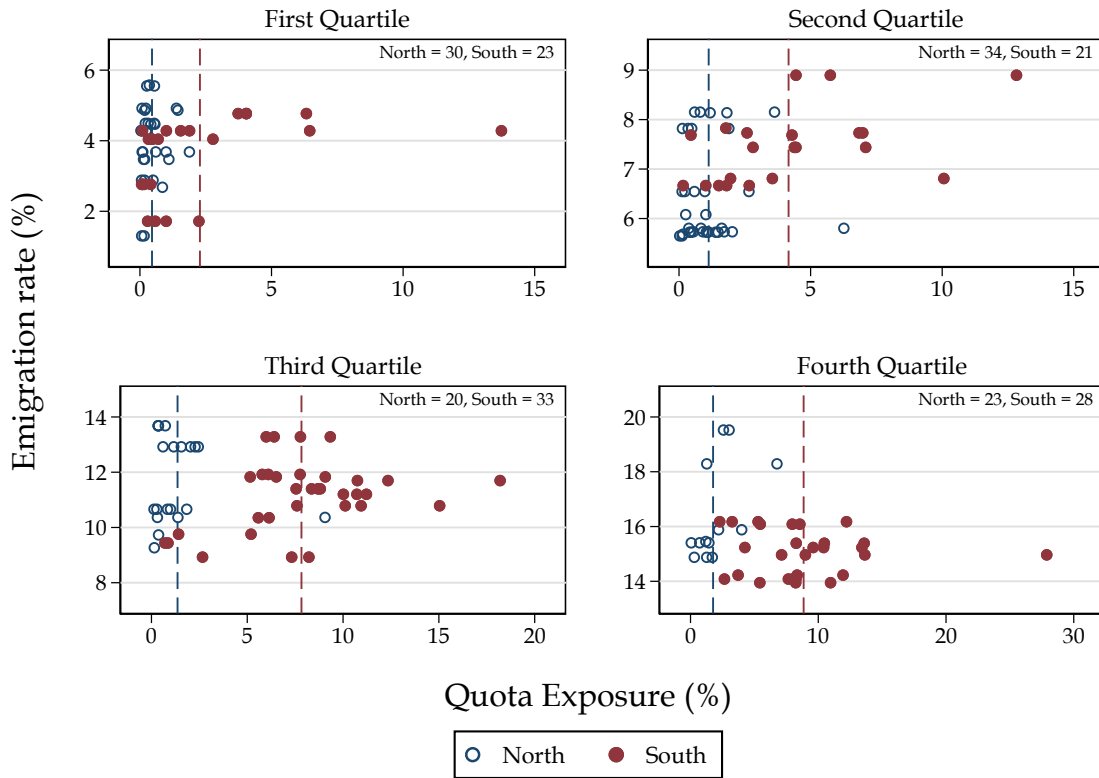 First Quartile
North = 30, South = 23
6
4
2
0
5
10
15
Second Quartile
North = 34, South = 21
9
8
7
6
0
5
10
15
Third Quartile
North = 20, South = 33
14
12
10
8
0
5
10
15
20
Fourth Quartile
North = 23, South = 28
20
18
16
14
0
10
20
30
Emigration rate (%)
Quota Exposure (%)
North
South